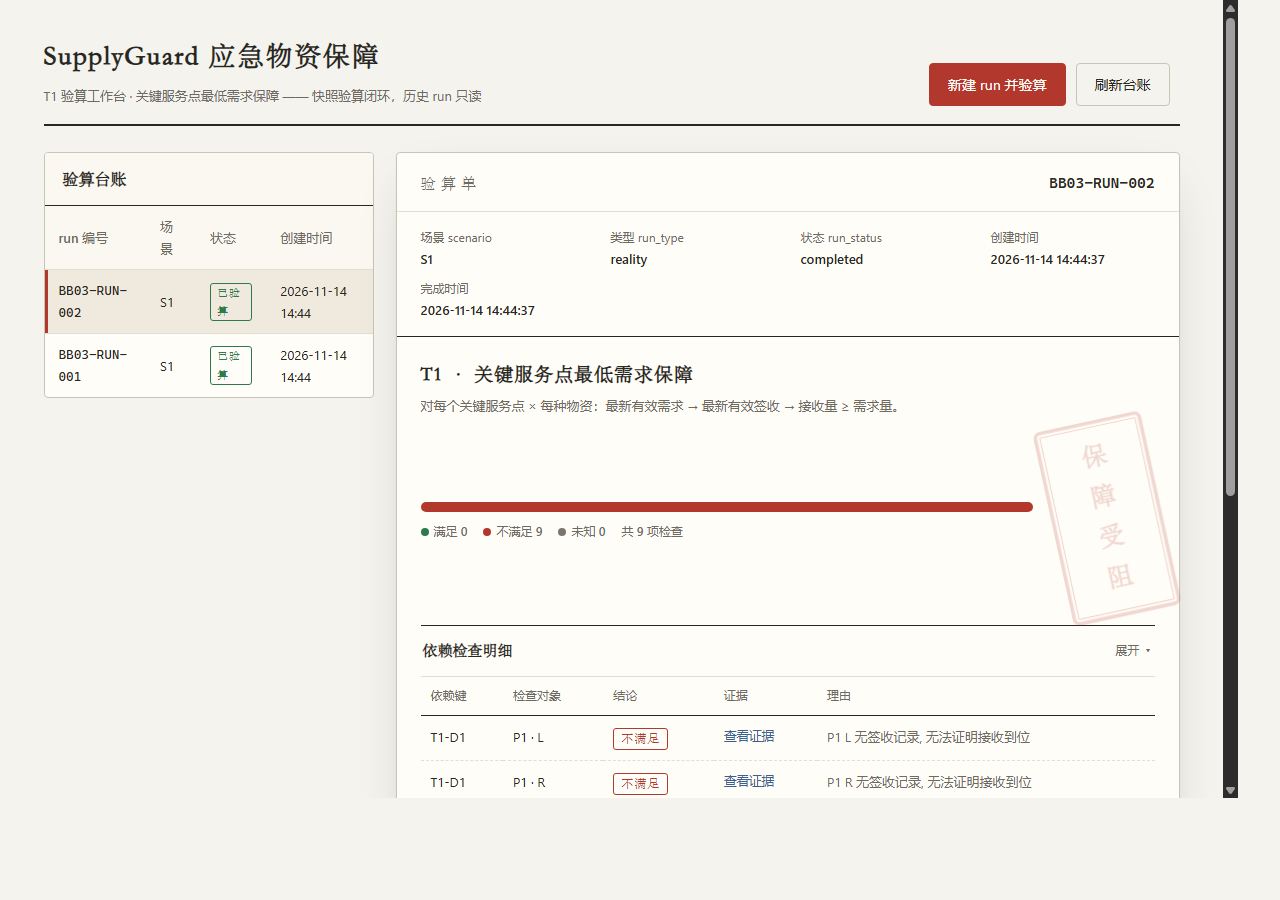 SupplyGuard 应急物资保障
T1 验算工作台 · 关键服务点最低需求保障 —— 快照验算闭环，历史 run 只读
新建 run 并验算
刷新台账
验算台账
run 编号
场
景
状态
创建时间
BB03-RUN-
002
S1
已验
算
2026-11-14
14:44
BB03-RUN-
001
S1
已验
算
2026-11-14
14:44
验算单
BB03-RUN-002
场景 scenario
S1
类型 run_type
reality
状态 run_status
completed
创建时间
2026-11-14 14:44:37
完成时间
2026-11-14 14:44:37
T1 · 关键服务点最低需求保障
对每个关键服务点 × 每种物资：最新有效需求 → 最新有效签收 → 接收量 ≥ 需求量。
保
障
受
阻
满足 0 不满足 9 未知 0 共 9 项检查
依赖检查明细
展开 ▾
依赖键 检查对象 结论 证据 理由
T1-D1 P1 · L 不满足 查看证据 P1 L 无签收记录, 无法证明接收到位
T1-D1 P1 · R 不满足 查看证据 P1 R 无签收记录, 无法证明接收到位